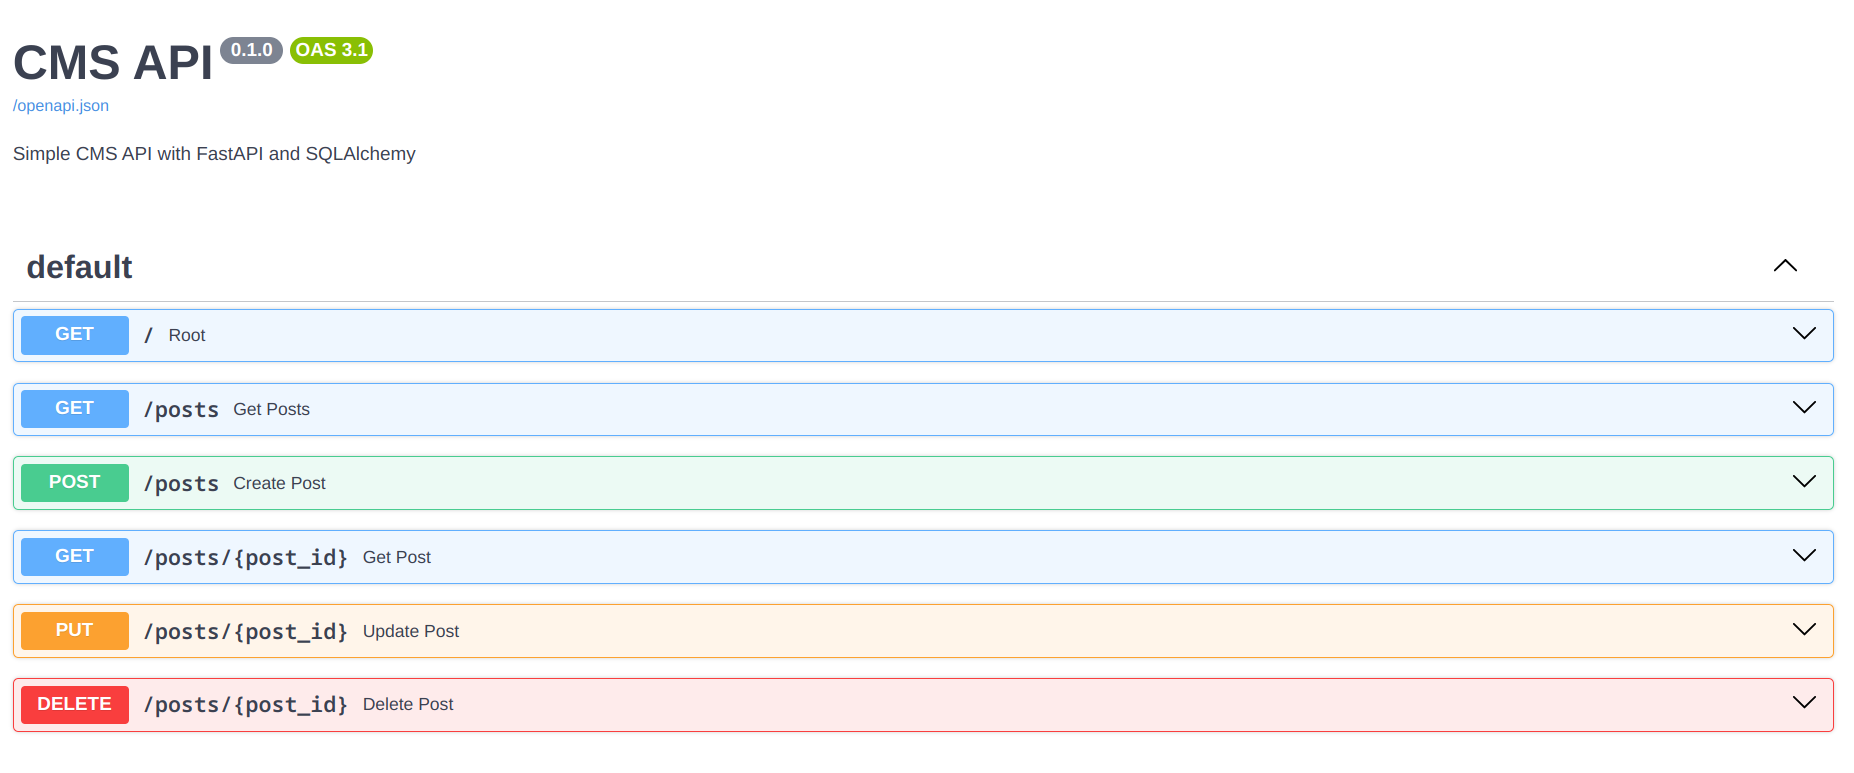 CMS API 0.1.0 OAS 3.1
/openapi.json
Simple CMS API with FastAPI and SQLAlchemy
default
GET / Root
GET /posts Get Posts
POST /posts Create Post
GET /posts/{post_id} Get Post
PUT /posts/{post_id} Update Post
DELETE /posts/{post_id} Delete Post